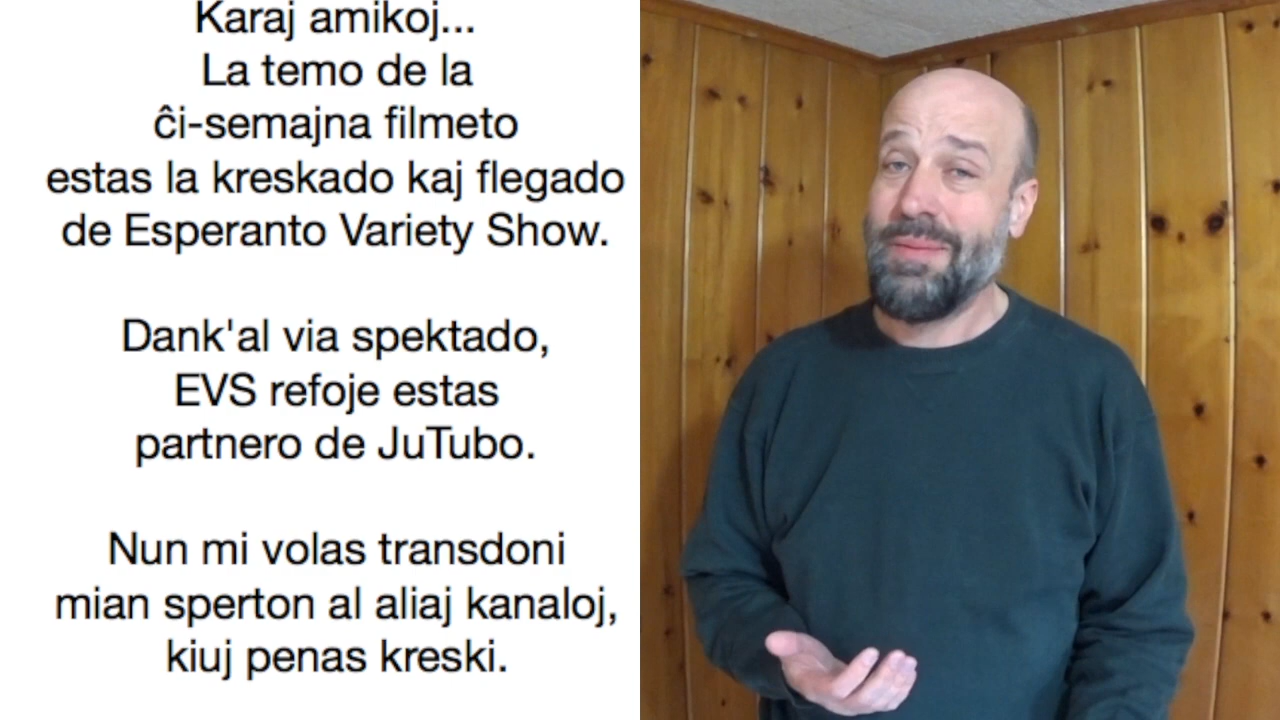 Karaj amikoj...
La temo de la
ĉi-semajna filmeto
estas la kreskado kaj flegado
de Esperanto Variety Show.
Dank'al via spektado,
EVS refoje estas
partnero de JuTubo.
Nun mi volas transdoni
mian sperton al aliaj kanaloj,
kiuj penas kreski.